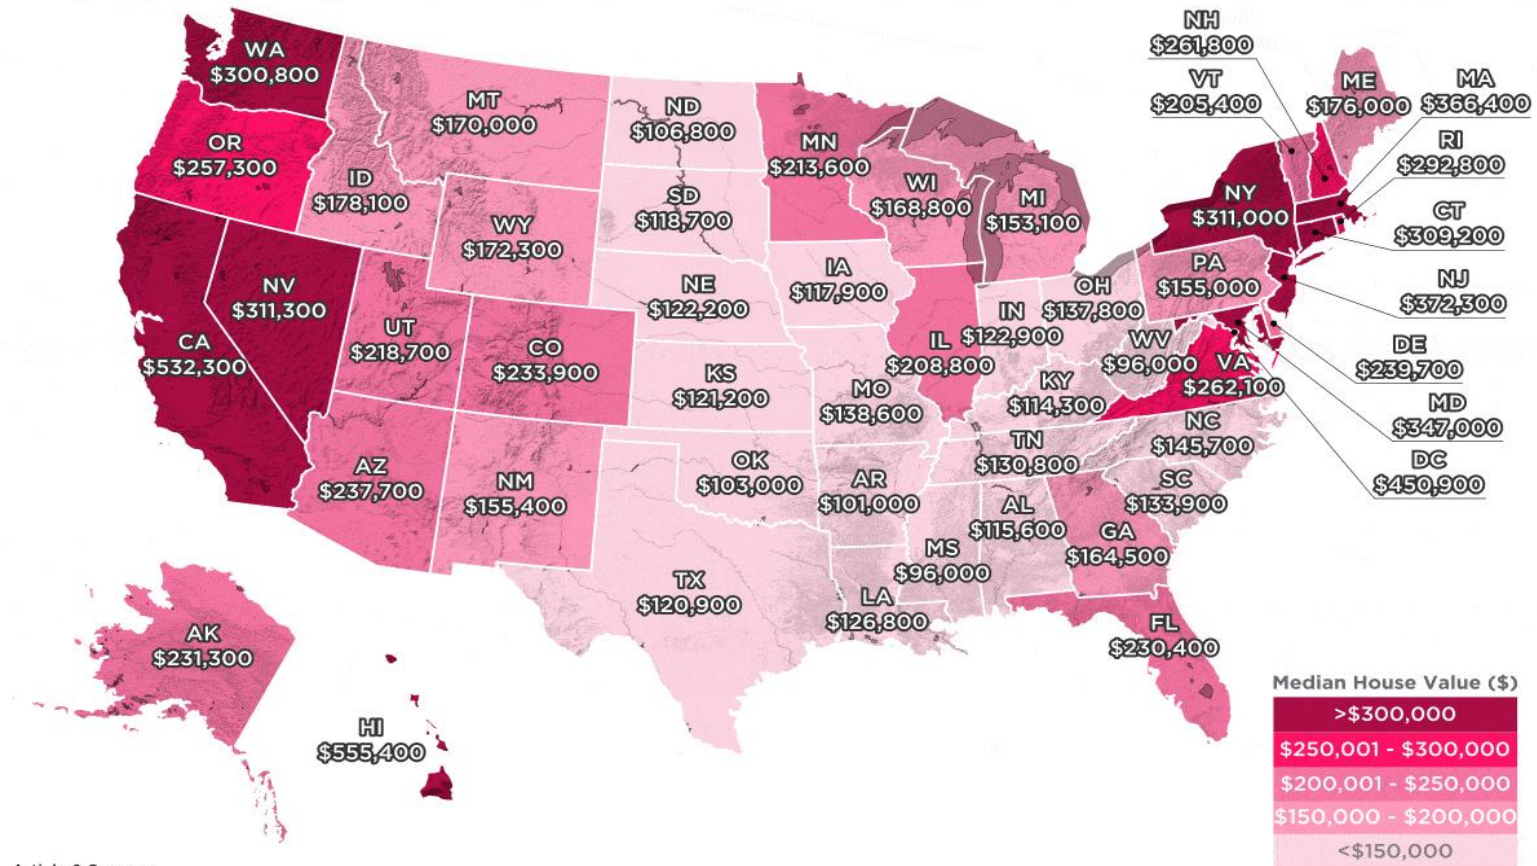 NH
$261,800
VT
$205,400
ME
$176,000
MA
$366,400
RI
$292,800
CT
$309,200
NJ
$372,300
DE
$239,700
MD
$347,000
DC
$450,900
WA
$300,800
MT
$170,000
ND
$106,800
MN
$213,600
OR
$257,300
ID
$178,100
WI
$168,800
MI
$153,100
NY
$311,000
SD
$118,700
WY
$172,300
IA
$117,900
PA
$155,000
NV
$311,300
NE
$122,200
OH
$137,800
IN
$122,900
IL
$208,800
CA
$532,300
UT
$218,700
CO
$233,900
KS
$121,200
MO
$138,600
KY
$114,300
WV
$96,000
VA
$262,100
NC
$145,700
TN
$130,800
AZ
$237,700
NM
$155,400
OK
$103,000
AR
$101,000
SC
$133,900
AL
$115,600
GA
$164,500
MS
$96,000
TX
$120,900
LA
$126,800
FL
$230,400
AK
$231,300
HI
$555,400
Median House Value ($)
>$300,000
$250,001 - $300,000
$200,001 - $250,000
$150,000 - $200,000
<$150,000